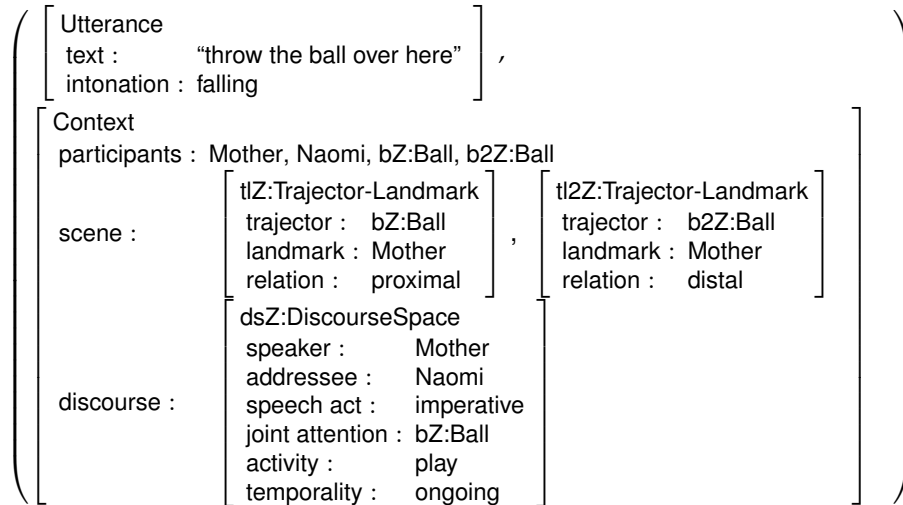 Utterance
text : “throw the ball over here”
intonation : falling
,
Context
participants : Mother, Naomi, bZ:Ball, b2Z:Ball
scene :
tlZ:Trajector-Landmark
trajector : bZ:Ball
landmark : Mother
relation : proximal
,
tl2Z:Trajector-Landmark
trajector : b2Z:Ball
landmark : Mother
relation : distal
discourse :
dsZ:DiscourseSpace
speaker : Mother
addressee : Naomi
speech act : imperative
joint attention : bZ:Ball
activity : play
temporality : ongoing